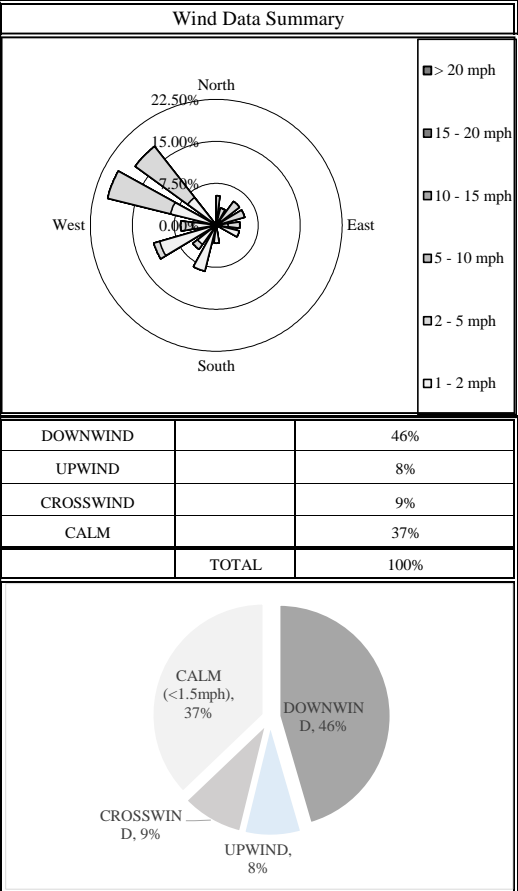 Wind Data Summary
North
22.50%
15.00%
7.50%
0.00%
West
East
South
> 20 mph
15 - 20 mph
10 - 15 mph
5 - 10 mph
2 - 5 mph
1 - 2 mph
DOWNWIND 46%
UPWIND 8%
CROSSWIND 9%
CALM 37%
TOTAL 100%
CALM
(<1.5mph),
37%
DOWNWIN
D, 46%
CROSSWIN
D, 9%
UPWIND,
8%